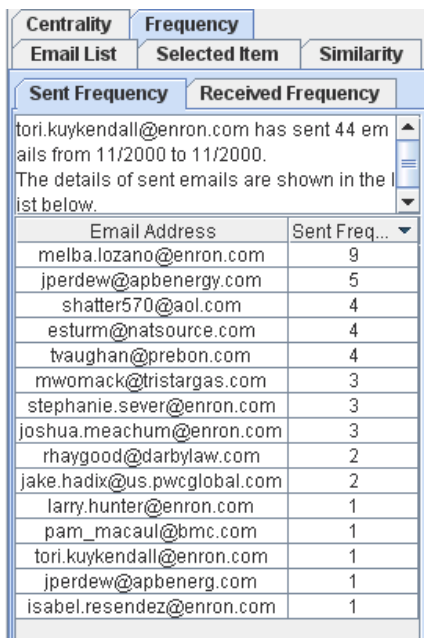 Centrality Frequency
Email List Selected Item Similarity
Sent Frequency Received Frequency
tori.kuykendall@enron.com has sent 44 em
ails from 11/2000 to 11/2000.
The details of sent emails are shown in the l
ist below.
Email Address Sent Freq...
melba.lozano@enron.com 9
jperdew@apbenergy.com 5
shatter570@aol.com 4
esturm@natsource.com 4
tvaughan@prebon.com 4
mwomack@tristargas.com 3
stephanie.sever@enron.com 3
joshua.meachum@enron.com 3
rhaygood@darbylaw.com 2
jake.hadix@us.pwcglobal.com 2
larry.hunter@enron.com 1
pam_macaul@bmc.com 1
tori.kuykendall@enron.com 1
jperdew@apbenerg.com 1
isabel.resendez@enron.com 1